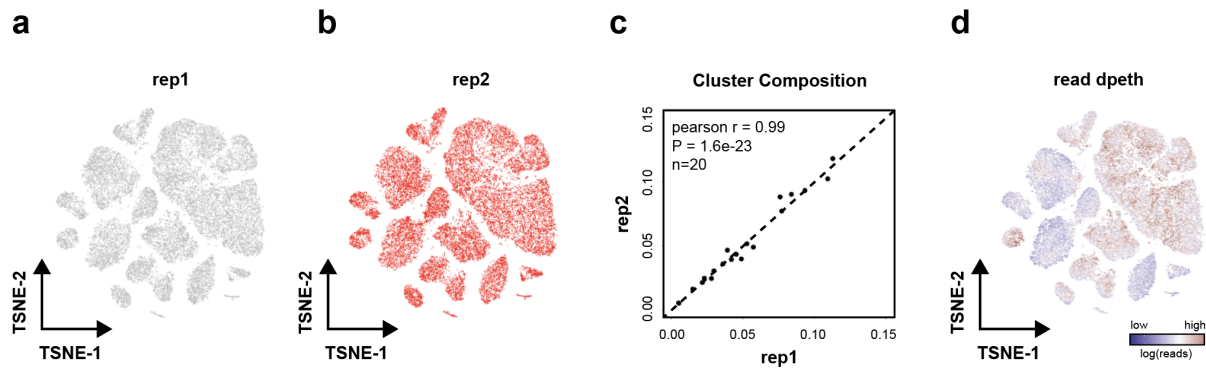 a
rep1
TSNE-2
TSNE-1
b
rep2
TSNE-2
TSNE-1
c
Cluster Composition
pearson r = 0.99
P = 1.6e-23
n=20
0.15
0.10
0.05
0.00
rep2
0.00 0.05 0.10 0.15
rep1
d
read dpeth
TSNE-2
TSNE-1
low high
log(reads)